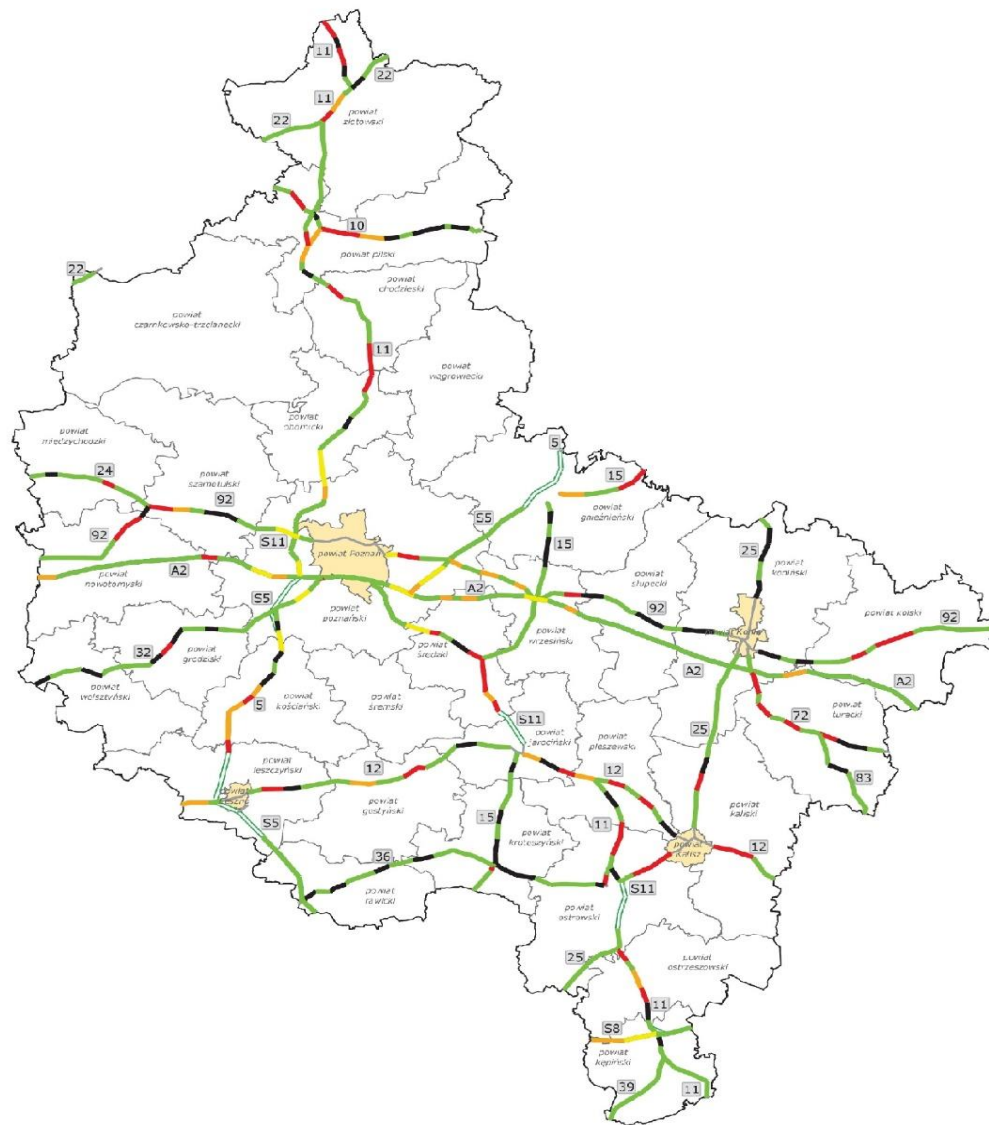 11
22
11
22
powiat
złotowski
10
powiat pilski
22
powiat
chodzieski
powiat
czarnkowsko-trzcianecki
11
powiat
wągrowiecki
powiat
obornicki
powiat
międzychodzki
5
24
powiat
szamotulski
15
92
powiat
gnieźnieński
S5
92
S11
15
25
powiat
koniński
powiat Poznań
A2
powiat
nowotomyski
A2
powiat
słupecki
92
powiat kolski
92
S5
powiat
poznański
powiat
wrzesiński
32
powiat
grodziski
powiat
średzki
A2
A2
powiat
wolsztyński
5
powiat
kościański
powiat
śremski
S11
25
72
powiat
turecki
powiat
jarociński
powiat
pleszewski
powiat
leszczyński
12
12
83
powiat
gostyński
15
11
powiat
kaliski
S5
powiat
krotoszyński
powiat
Kalisz
12
36
powiat
rawicki
S11
powiat
ostrowski
25
powiat
ostrzeszowski
11
S8
powiat
kępiński
39
11